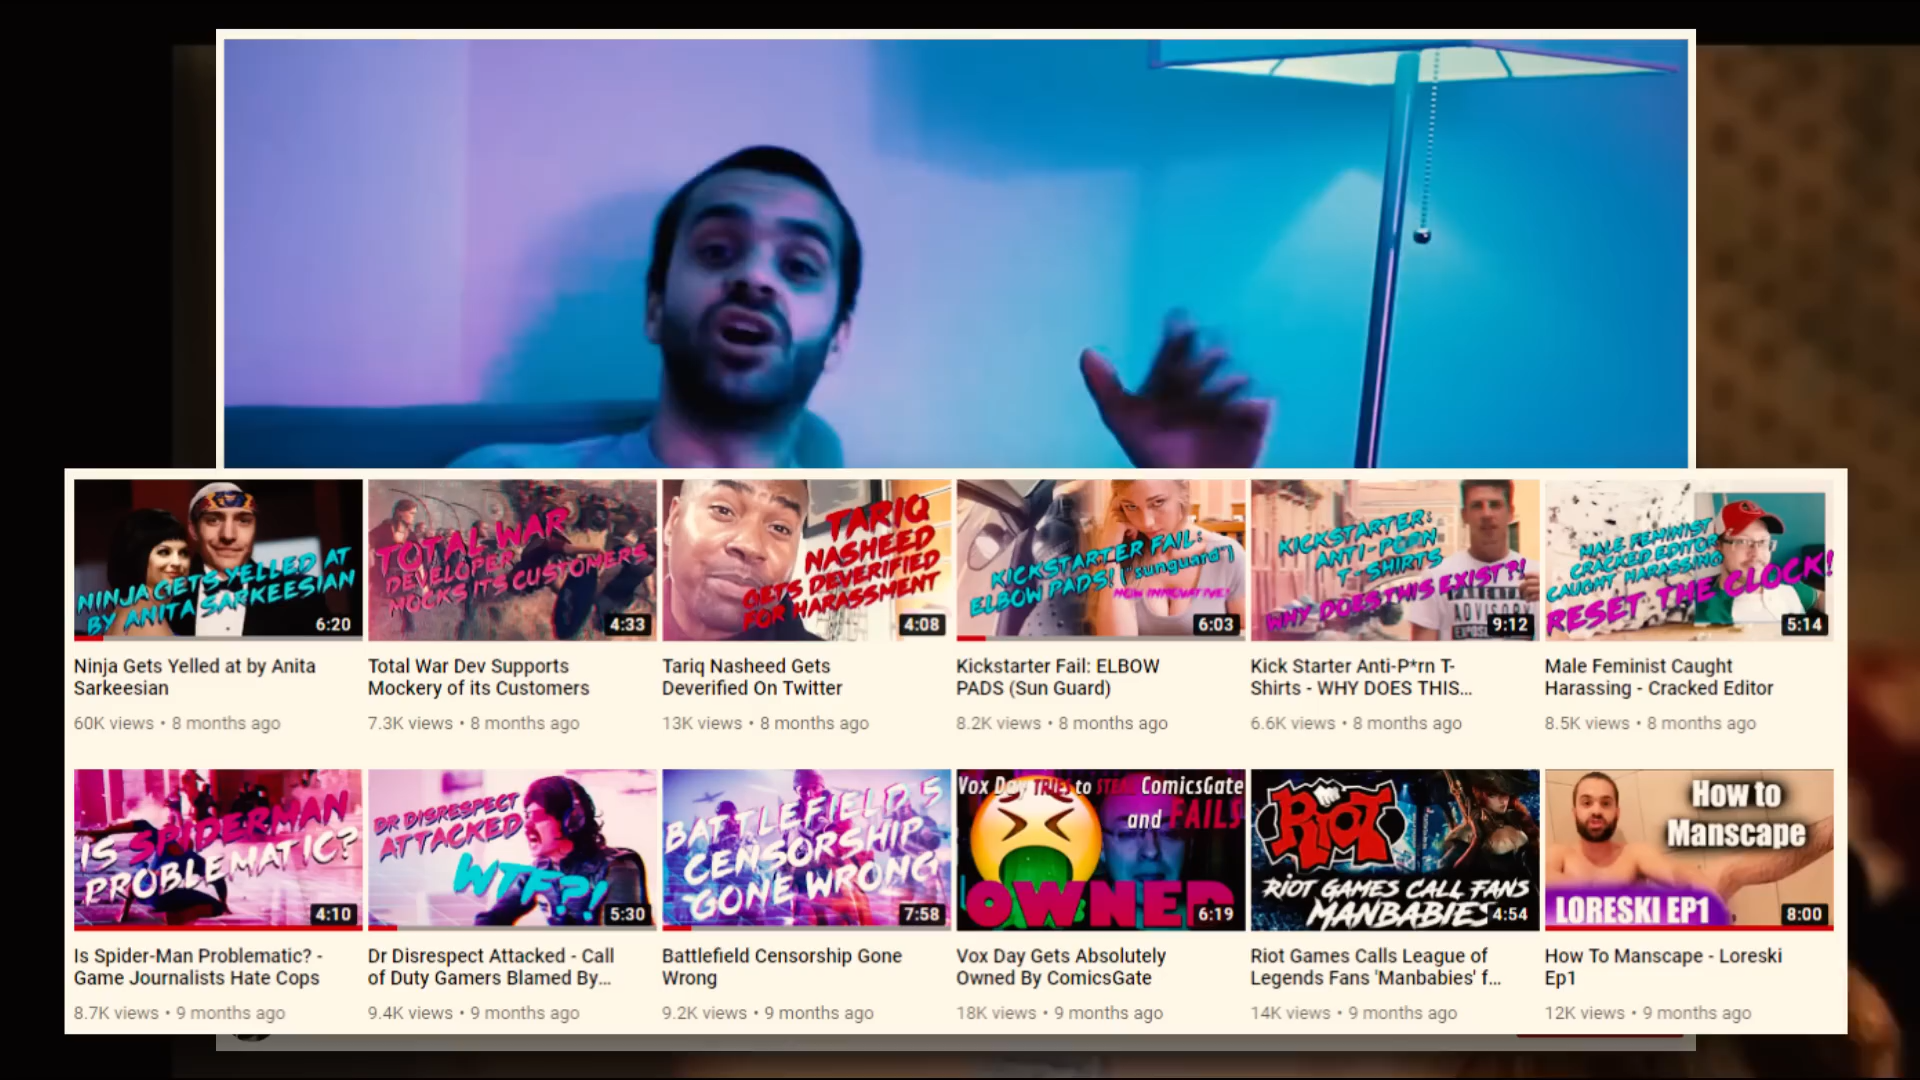 NINJA GETS YELLED AT
BY ANITA SARKEESIAN
6:20
TOTAL WAR
DEVELOPER
MOCKS ITS CUSTOMERS
4:33
TARIQ
NASHEED
GETS DEVERIFIED
FOR HARASSMENT
4:08
KICKSTARTER FAIL:
ELBOW PADS! ("sunguard")
HOW INNOVATIVE!
6:03
KICKSTARTER:
ANTI-PORN
T-SHIRTS
WHY DOES THIS EXIST?!
ADVISORY
9:12
MALE FEMINIST
CRACKED EDITOR
CAUGHT HARASSING
RESET THE CLOCK!
5:14
Ninja Gets Yelled at by Anita
Sarkeesian
60K views • 8 months ago
Total War Dev Supports
Mockery of its Customers
7.3K views • 8 months ago
Tariq Nasheed Gets
Deverified On Twitter
13K views • 8 months ago
Kickstarter Fail: ELBOW
PADS (Sun Guard)
8.2K views • 8 months ago
Kick Starter Anti-P*rn T-
Shirts - WHY DOES THIS...
6.6K views • 8 months ago
Male Feminist Caught
Harassing - Cracked Editor
8.5K views • 8 months ago
IS SPIDERMAN
PROBLEMATIC?
4:10
DR DISRESPECT
ATTACKED
WTF?!
5:30
BATTLEFIELD 5
CENSORSHIP
GONE WRONG
7:58
Vox Day TRIES to STEAL ComicsGate
and FAILS
OWNED
6:19
RIOT
RIOT GAMES CALL FANS
MANBABIES
4:54
How to
Manscape
LORESKI EP1
8:00
Is Spider-Man Problematic? -
Game Journalists Hate Cops
8.7K views • 9 months ago
Dr Disrespect Attacked - Call
of Duty Gamers Blamed By...
9.4K views • 9 months ago
Battlefield Censorship Gone
Wrong
9.2K views • 9 months ago
Vox Day Gets Absolutely
Owned By ComicsGate
18K views • 9 months ago
Riot Games Calls League of
Legends Fans 'Manbabies' f...
14K views • 9 months ago
How To Manscape - Loreski
Ep1
12K views • 9 months ago